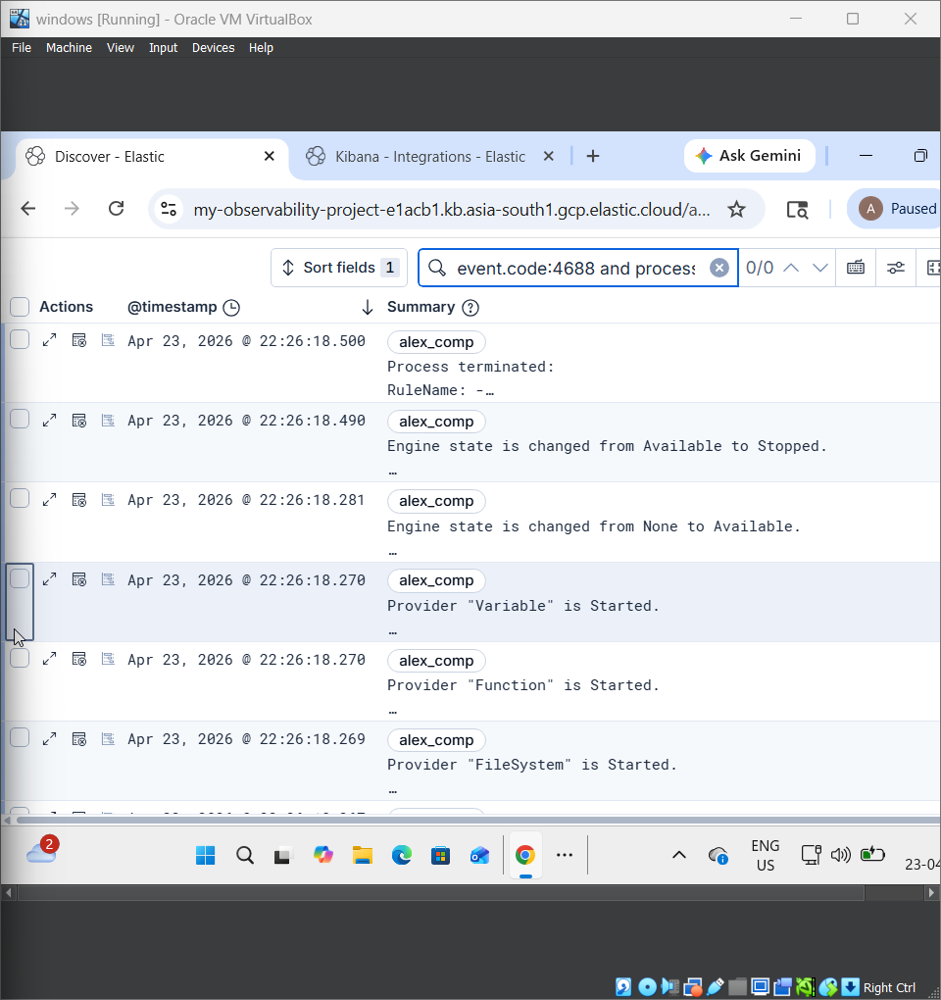 windows [Running] - Oracle VM VirtualBox
File Machine View Input Devices Help
Discover - Elastic
Kibana - Integrations - Elastic
Ask Gemini
my-observability-project-e1acb1.kb.asia-south1.gcp.elastic.cloud/a...
A Paused
Sort fields 1
event.code:4688 and process
0/0
Actions @timestamp Summary
Apr 23, 2026 @ 22:26:18.500 alex_comp
Process terminated:
RuleName: -…
Apr 23, 2026 @ 22:26:18.490 alex_comp
Engine state is changed from Available to Stopped.
…
Apr 23, 2026 @ 22:26:18.281 alex_comp
Engine state is changed from None to Available.
…
Apr 23, 2026 @ 22:26:18.270 alex_comp
Provider "Variable" is Started.
…
Apr 23, 2026 @ 22:26:18.270 alex_comp
Provider "Function" is Started.
…
Apr 23, 2026 @ 22:26:18.269 alex_comp
Provider "FileSystem" is Started.
…
2
ENG
US
23-04
Right Ctrl